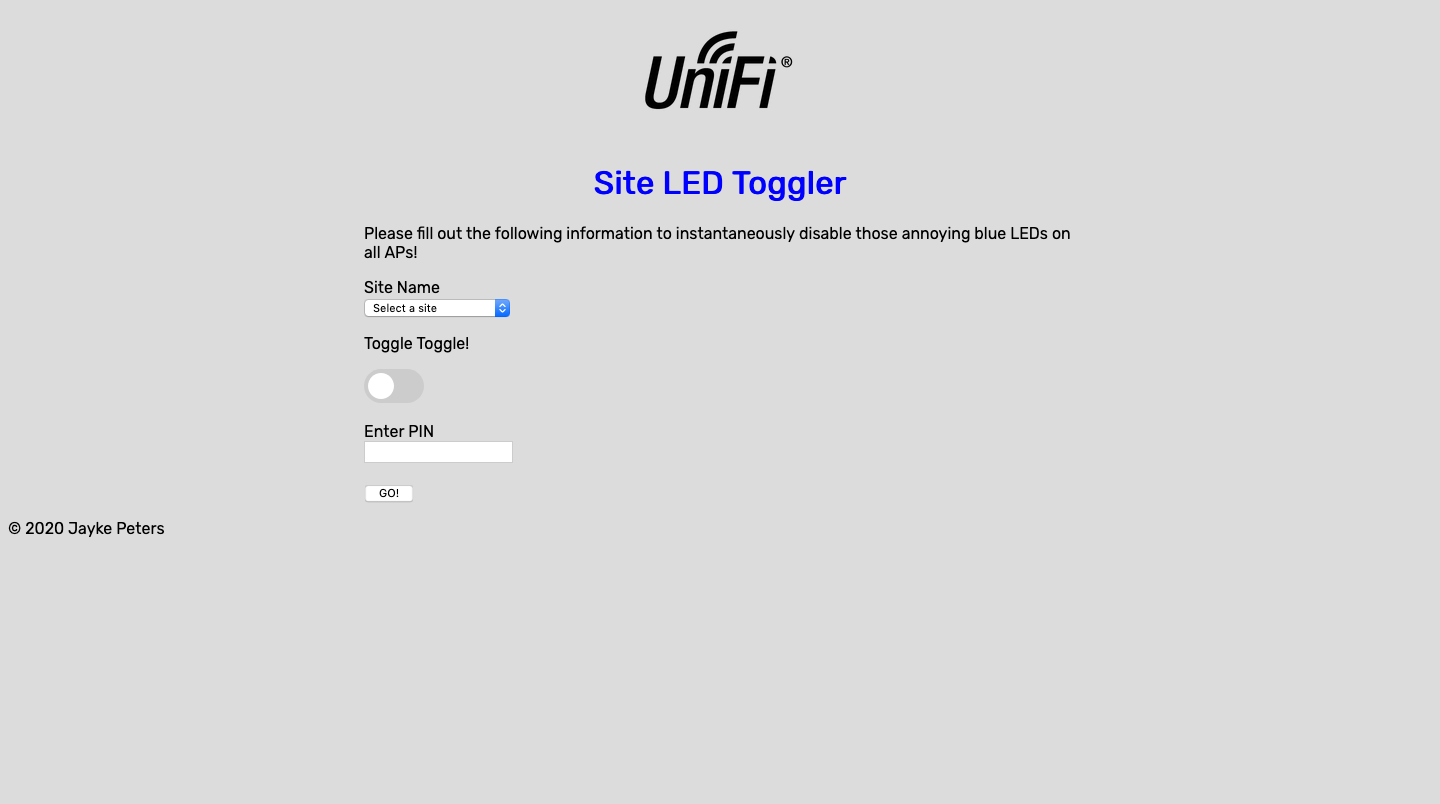 UniFi®
Site LED Toggler
Please fill out the following information to instantaneously disable those annoying blue LEDs on
all APs!
Site Name
Select a site
Toggle Toggle!
Enter PIN
GO!
© 2020 Jayke Peters